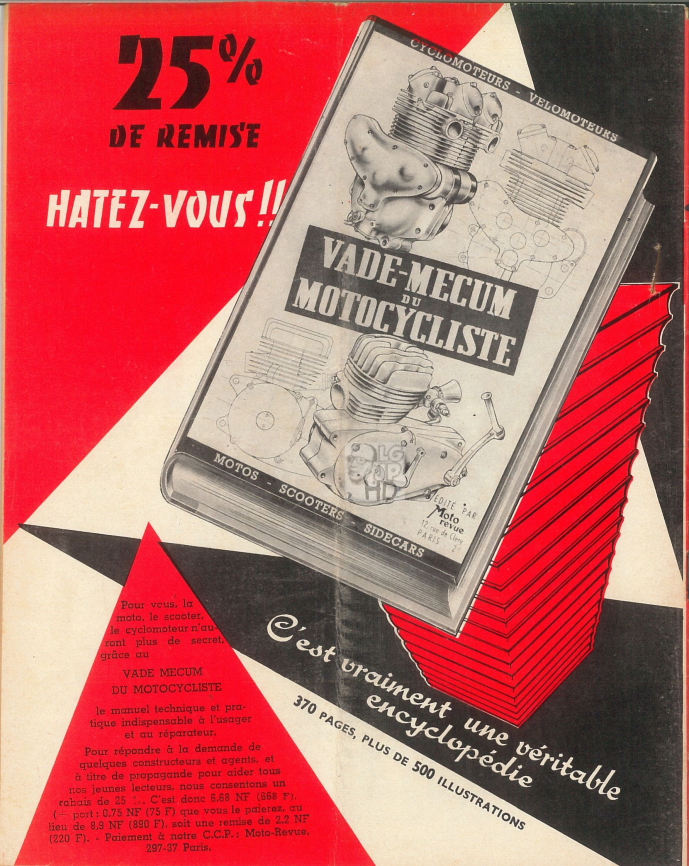 25%
DE REMISE
HATEZ-VOUS !!
CYCLOMOTEURS - VELOMOTEURS
VADE-MECUM
DU
MOTOCYCLISTE
MOTOS - SCOOTERS - SIDECARS
EDITÉ PAR
Moto
revue
12, rue de Cléry
PARIS 2e
Pour vous, la
moto, le scooter,
le cyclomoteur n'au-
ront plus de secret,
grâce au
VADE MECUM
DU MOTOCYCLISTE
le manuel technique et pra-
tique indispensable à l'usager
et au réparateur.
Pour répondre à la demande de
quelques constructeurs et agents, et
à titre de propagande pour aider tous
nos jeunes lecteurs, nous consentons un
rabais de 25 %. C'est donc 6,68 NF (668 F).
(+ port : 0,75 NF (75 F) que vous le paierez, au
lieu de 8,9 NF (890 F), soit une remise de 2,2 NF
(220 F). - Paiement à notre C.C.P. : Moto-Revue,
297-37 Paris.
C'est vraiment une véritable
encyclopédie
370 PAGES, PLUS DE 500 ILLUSTRATIONS